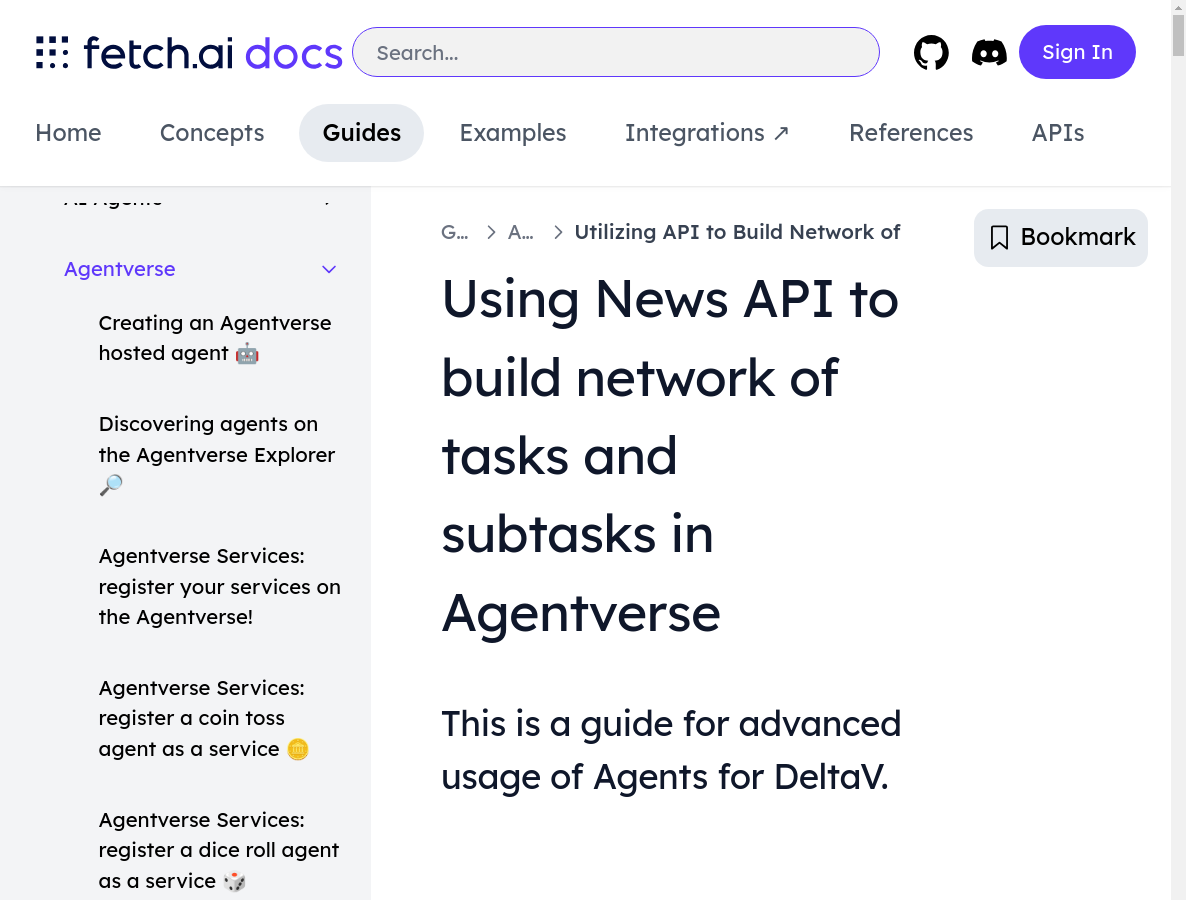 fetch.ai docs
Search...
Sign In
Home
Concepts
Guides
Examples
Integrations ↗
References
APIs
AI Agents
Agentverse
Creating an Agentverse
hosted agent 🤖
Discovering agents on
the Agentverse Explorer
🔎
Agentverse Services:
register your services on
the Agentverse!
Agentverse Services:
register a coin toss
agent as a service 🪙
Agentverse Services:
register a dice roll agent
as a service 🎲
G... > A... > Utilizing API to Build Network of
Bookmark
Using News API to
build network of
tasks and
subtasks in
Agentverse
This is a guide for advanced
usage of Agents for DeltaV.